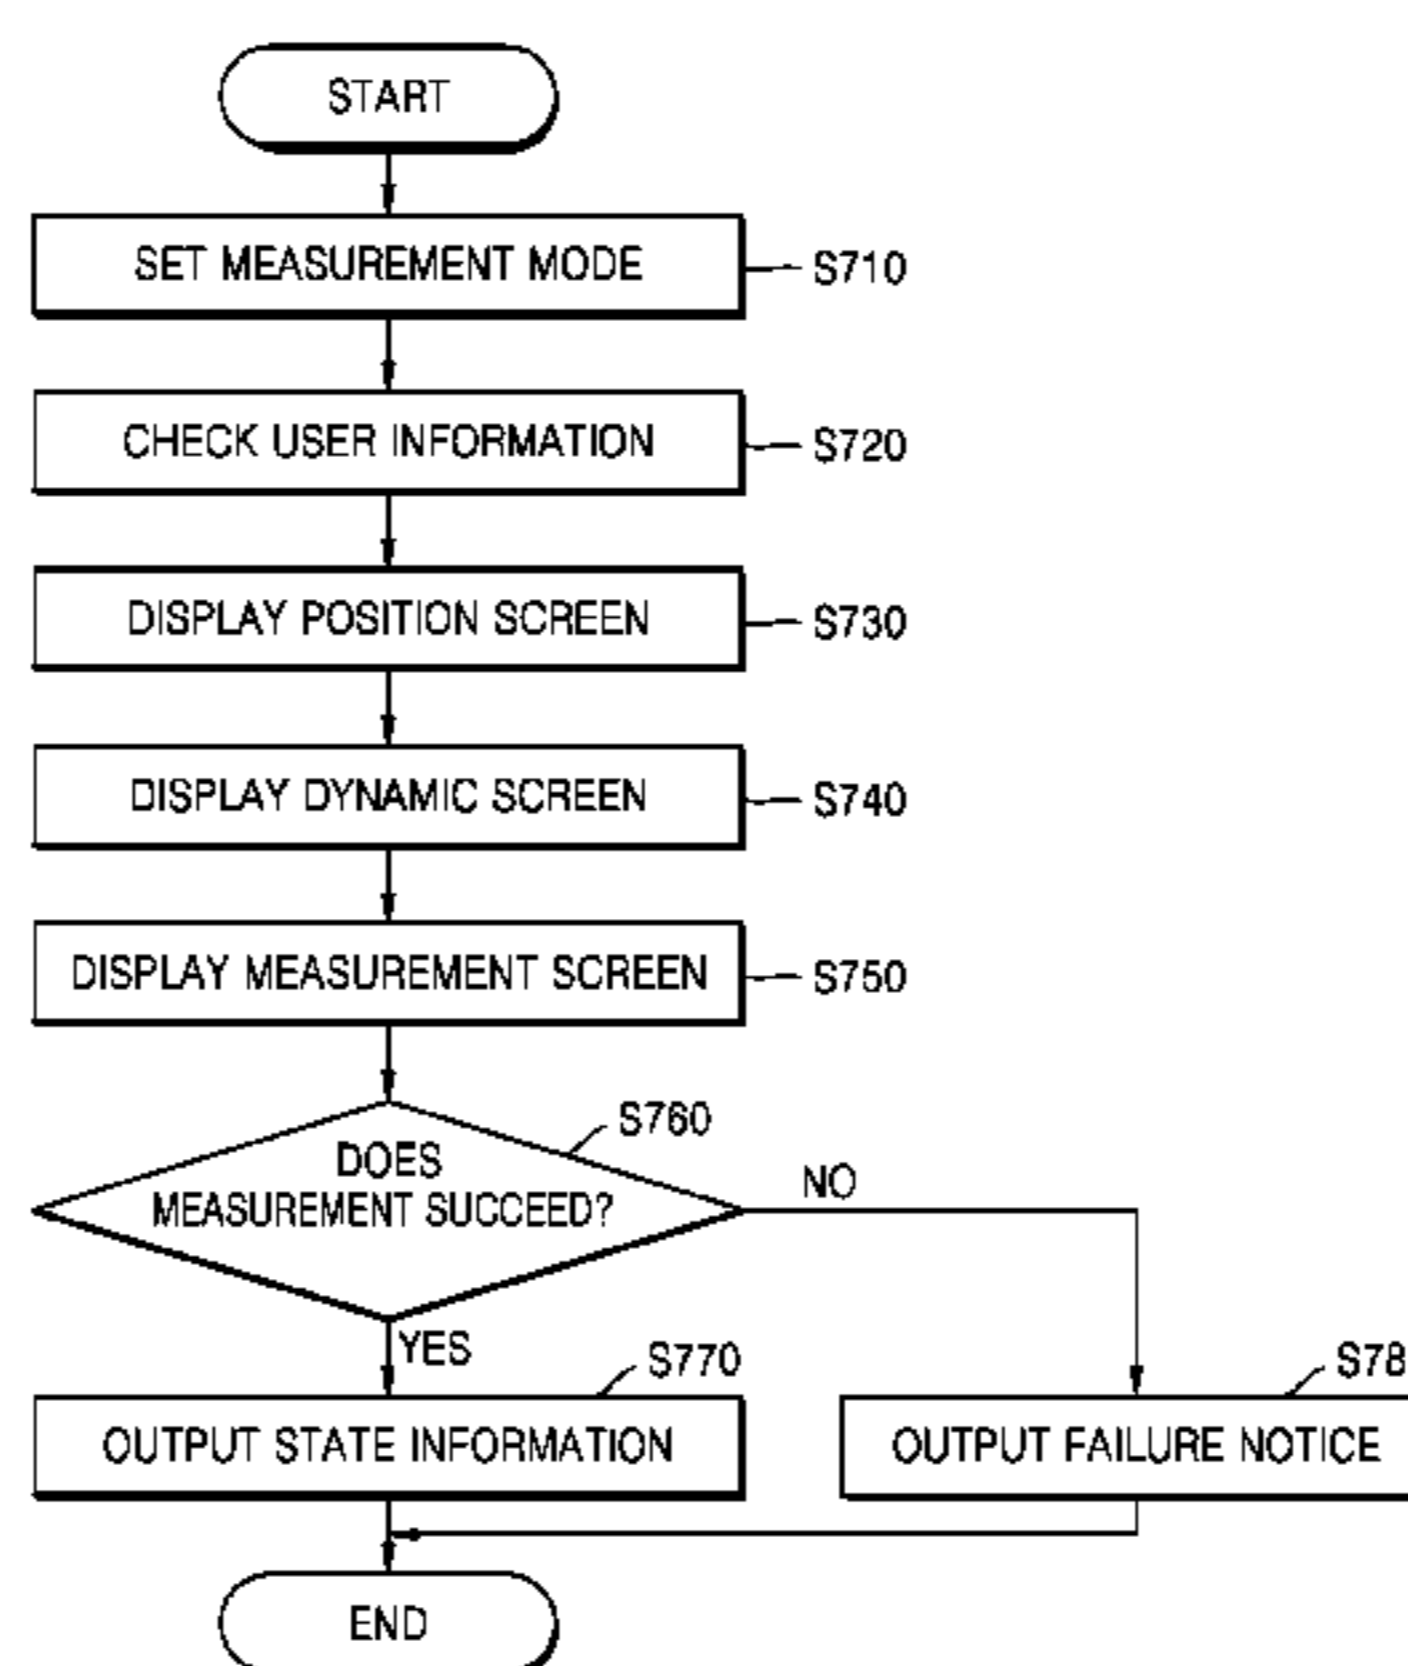 START
SET MEASUREMENT MODE
S710
CHECK USER INFORMATION
S720
DISPLAY POSITION SCREEN
S730
DISPLAY DYNAMIC SCREEN
S740
DISPLAY MEASUREMENT SCREEN
S750
S760
DOES
MEASUREMENT SUCCEED?
NO
YES
S770
S78
OUTPUT STATE INFORMATION
OUTPUT FAILURE NOTICE
END